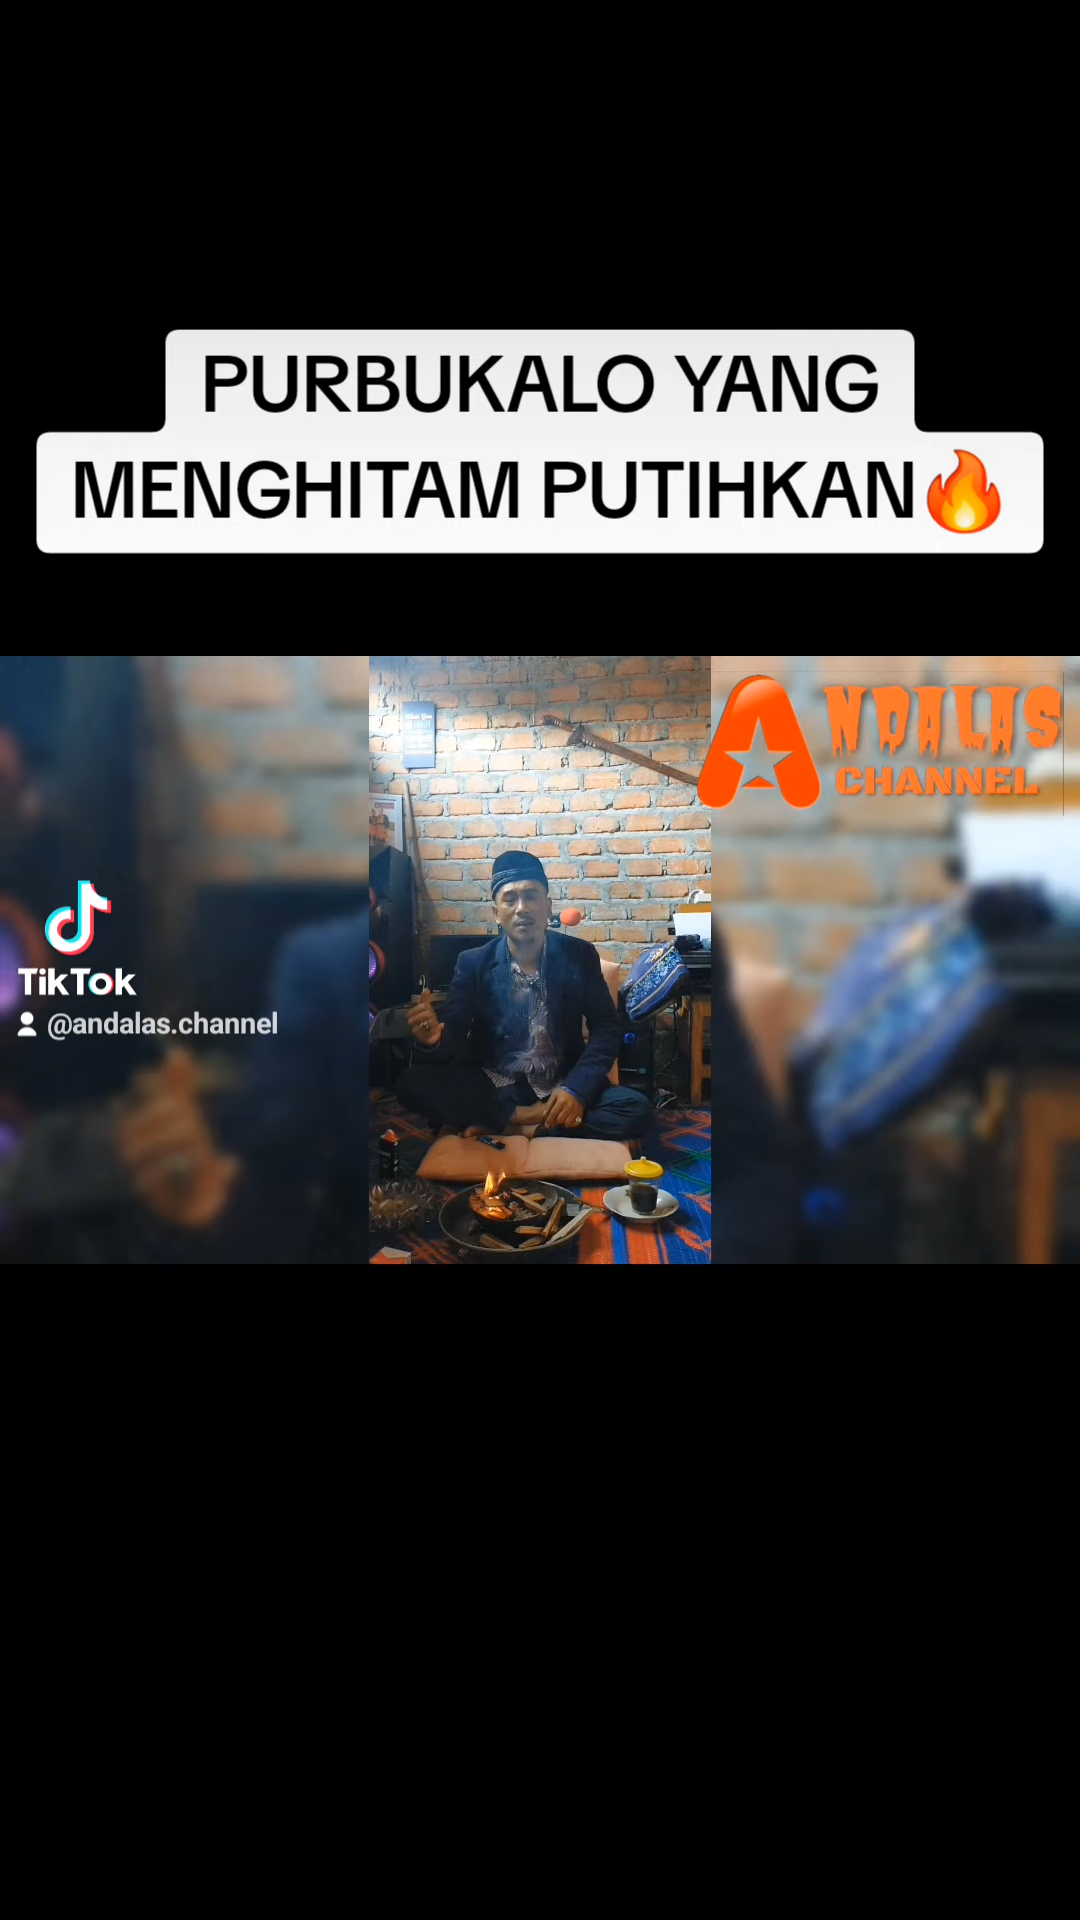 PURBUKALO YANG
MENGHITAM PUTIHKAN🔥
ANDALAS
CHANNEL
TikTok
@andalas.channel